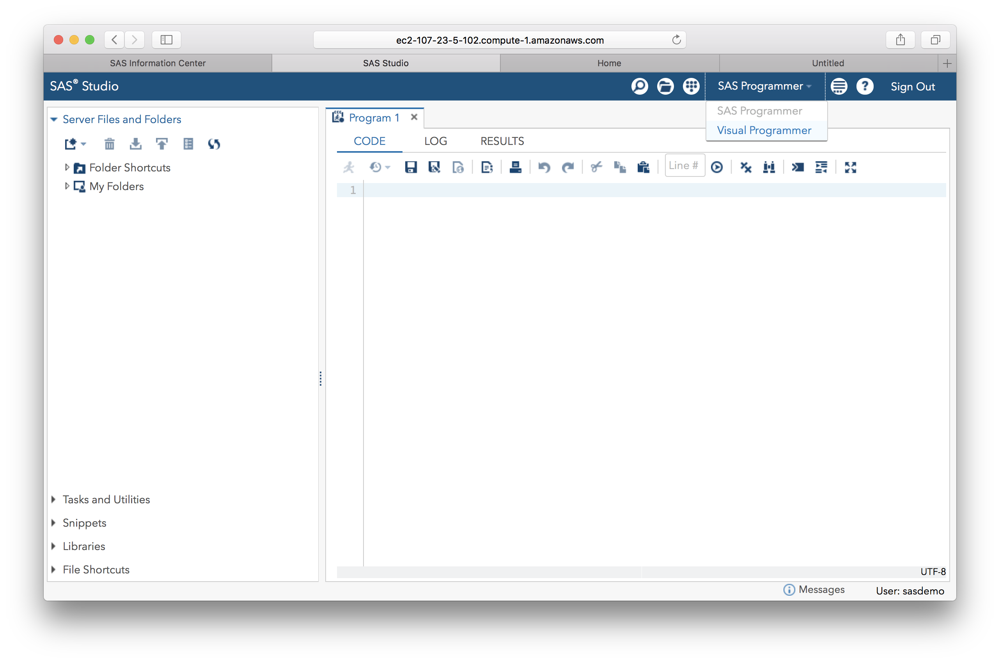 ec2-107-23-5-102.compute-1.amazonaws.com
SAS Information Center
SAS Studio
Home
Untitled
SAS® Studio
SAS Programmer
?
Sign Out
SAS Programmer
Visual Programmer
Server Files and Folders
Folder Shortcuts
My Folders
Tasks and Utilities
Snippets
Libraries
File Shortcuts
Program 1
CODE LOG RESULTS
Line #
1
UTF-8
Messages
User: sasdemo